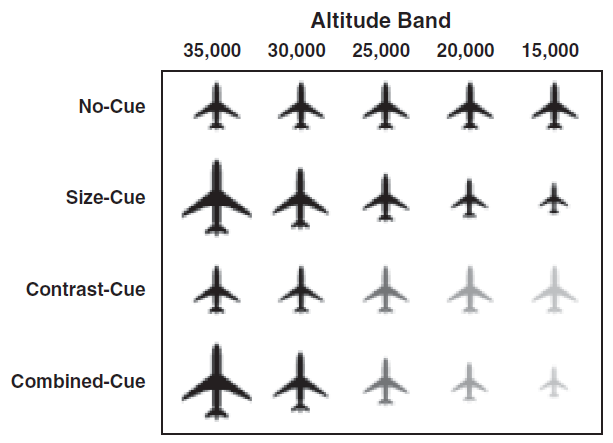 Altitude Band
35,000 30,000 25,000 20,000 15,000
No-Cue
Size-Cue
Contrast-Cue
Combined-Cue